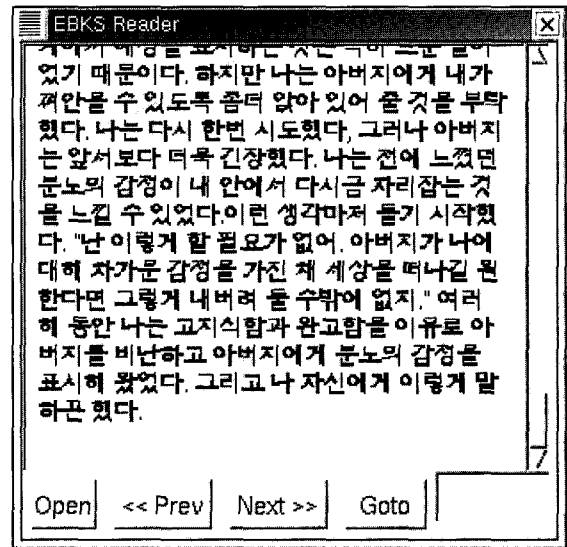 EBKS Reader
었기 때문이다. 하지만 나는 아버지에게 내가
껴안을 수 있도록 좀더 앉아 있어 줄 것을 부탁
했다. 나는 다시 한번 시도했다, 그러나 아버지
는 앞서보다 더욱 긴장했다. 나는 전에 느꼈던
분노의 감정이 내 안에서 다시금 자리잡는 것
을 느낄 수 있었다.이런 생각마저 들기 시작했
다. "난 이렇게 할 필요가 없어. 아버지가 나에
대해 차가운 감정을 가진 채 세상을 떠나길 원
한다면 그렇게 내버려 둘 수밖에 없지." 여러
해 동안 나는 고지식함과 완고함을 이유로 아
버지를 비난하고 아버지에게 분노의 감정을
표시해 왔었다. 그리고 나 자신에게 이렇게 말
하곤 했다.
Open << Prev Next >> Goto